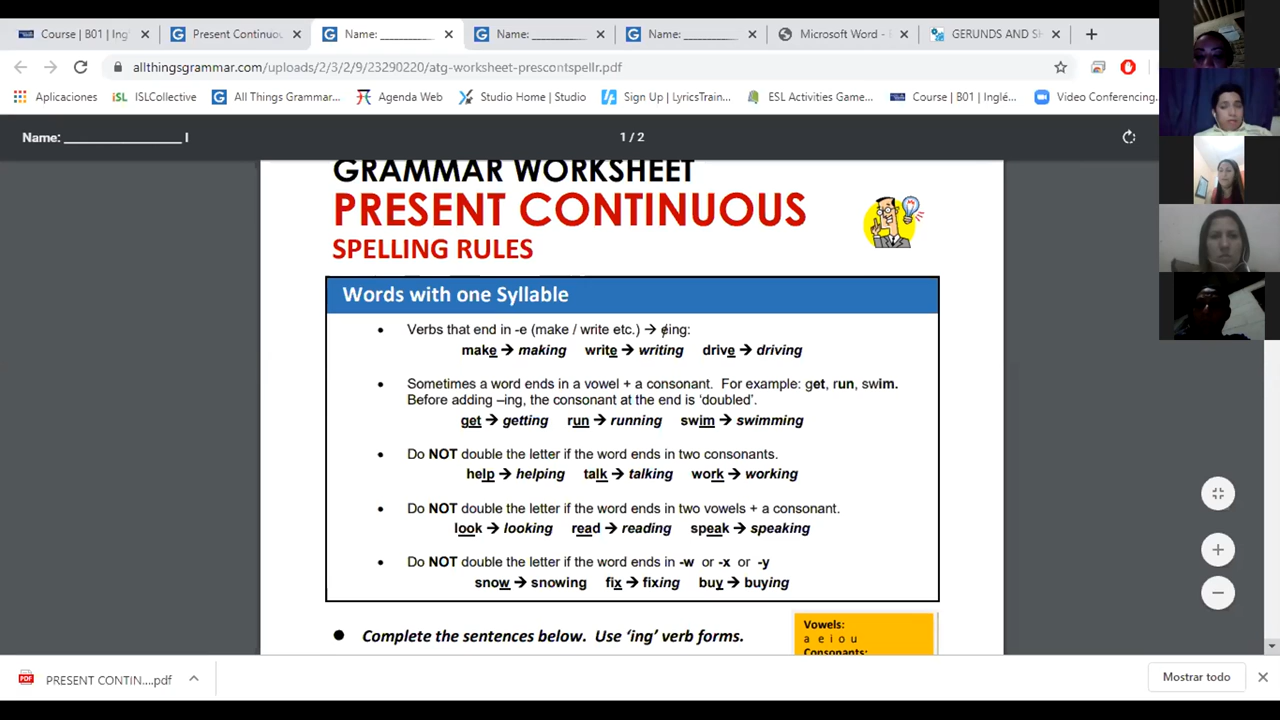 Course | B01 | Ing
Present Continuou
Name: __________
Name: __________
Name: __________
Microsoft Word -
GERUNDS AND SH
allthingsgrammar.com/uploads/2/3/2/9/23290220/atg-worksheet-prescontspellr.pdf
Aplicaciones
iSL ISLCollective
All Things Grammar...
Agenda Web
Studio Home | Studio
Sign Up | LyricsTrain...
ESL Activities Game...
Course | B01 | Inglé...
Video Conferencing,
Name: ________________ l
1 / 2
GRAMMAR WORKSHEET
PRESENT CONTINUOUS
SPELLING RULES
Words with one Syllable
• Verbs that end in -e (make / write etc.) → eing:
make → making write → writing drive → driving
• Sometimes a word ends in a vowel + a consonant. For example: get, run, swim.
Before adding –ing, the consonant at the end is ‘doubled’.
get → getting run → running swim → swimming
• Do NOT double the letter if the word ends in two consonants.
help → helping talk → talking work → working
• Do NOT double the letter if the word ends in two vowels + a consonant.
look → looking read → reading speak → speaking
• Do NOT double the letter if the word ends in -w or -x or -y
snow → snowing fix → fixing buy → buying
● Complete the sentences below. Use ‘ing’ verb forms.
Vowels:
a e i o u
Consonants:
PRESENT CONTIN....pdf
Mostrar todo